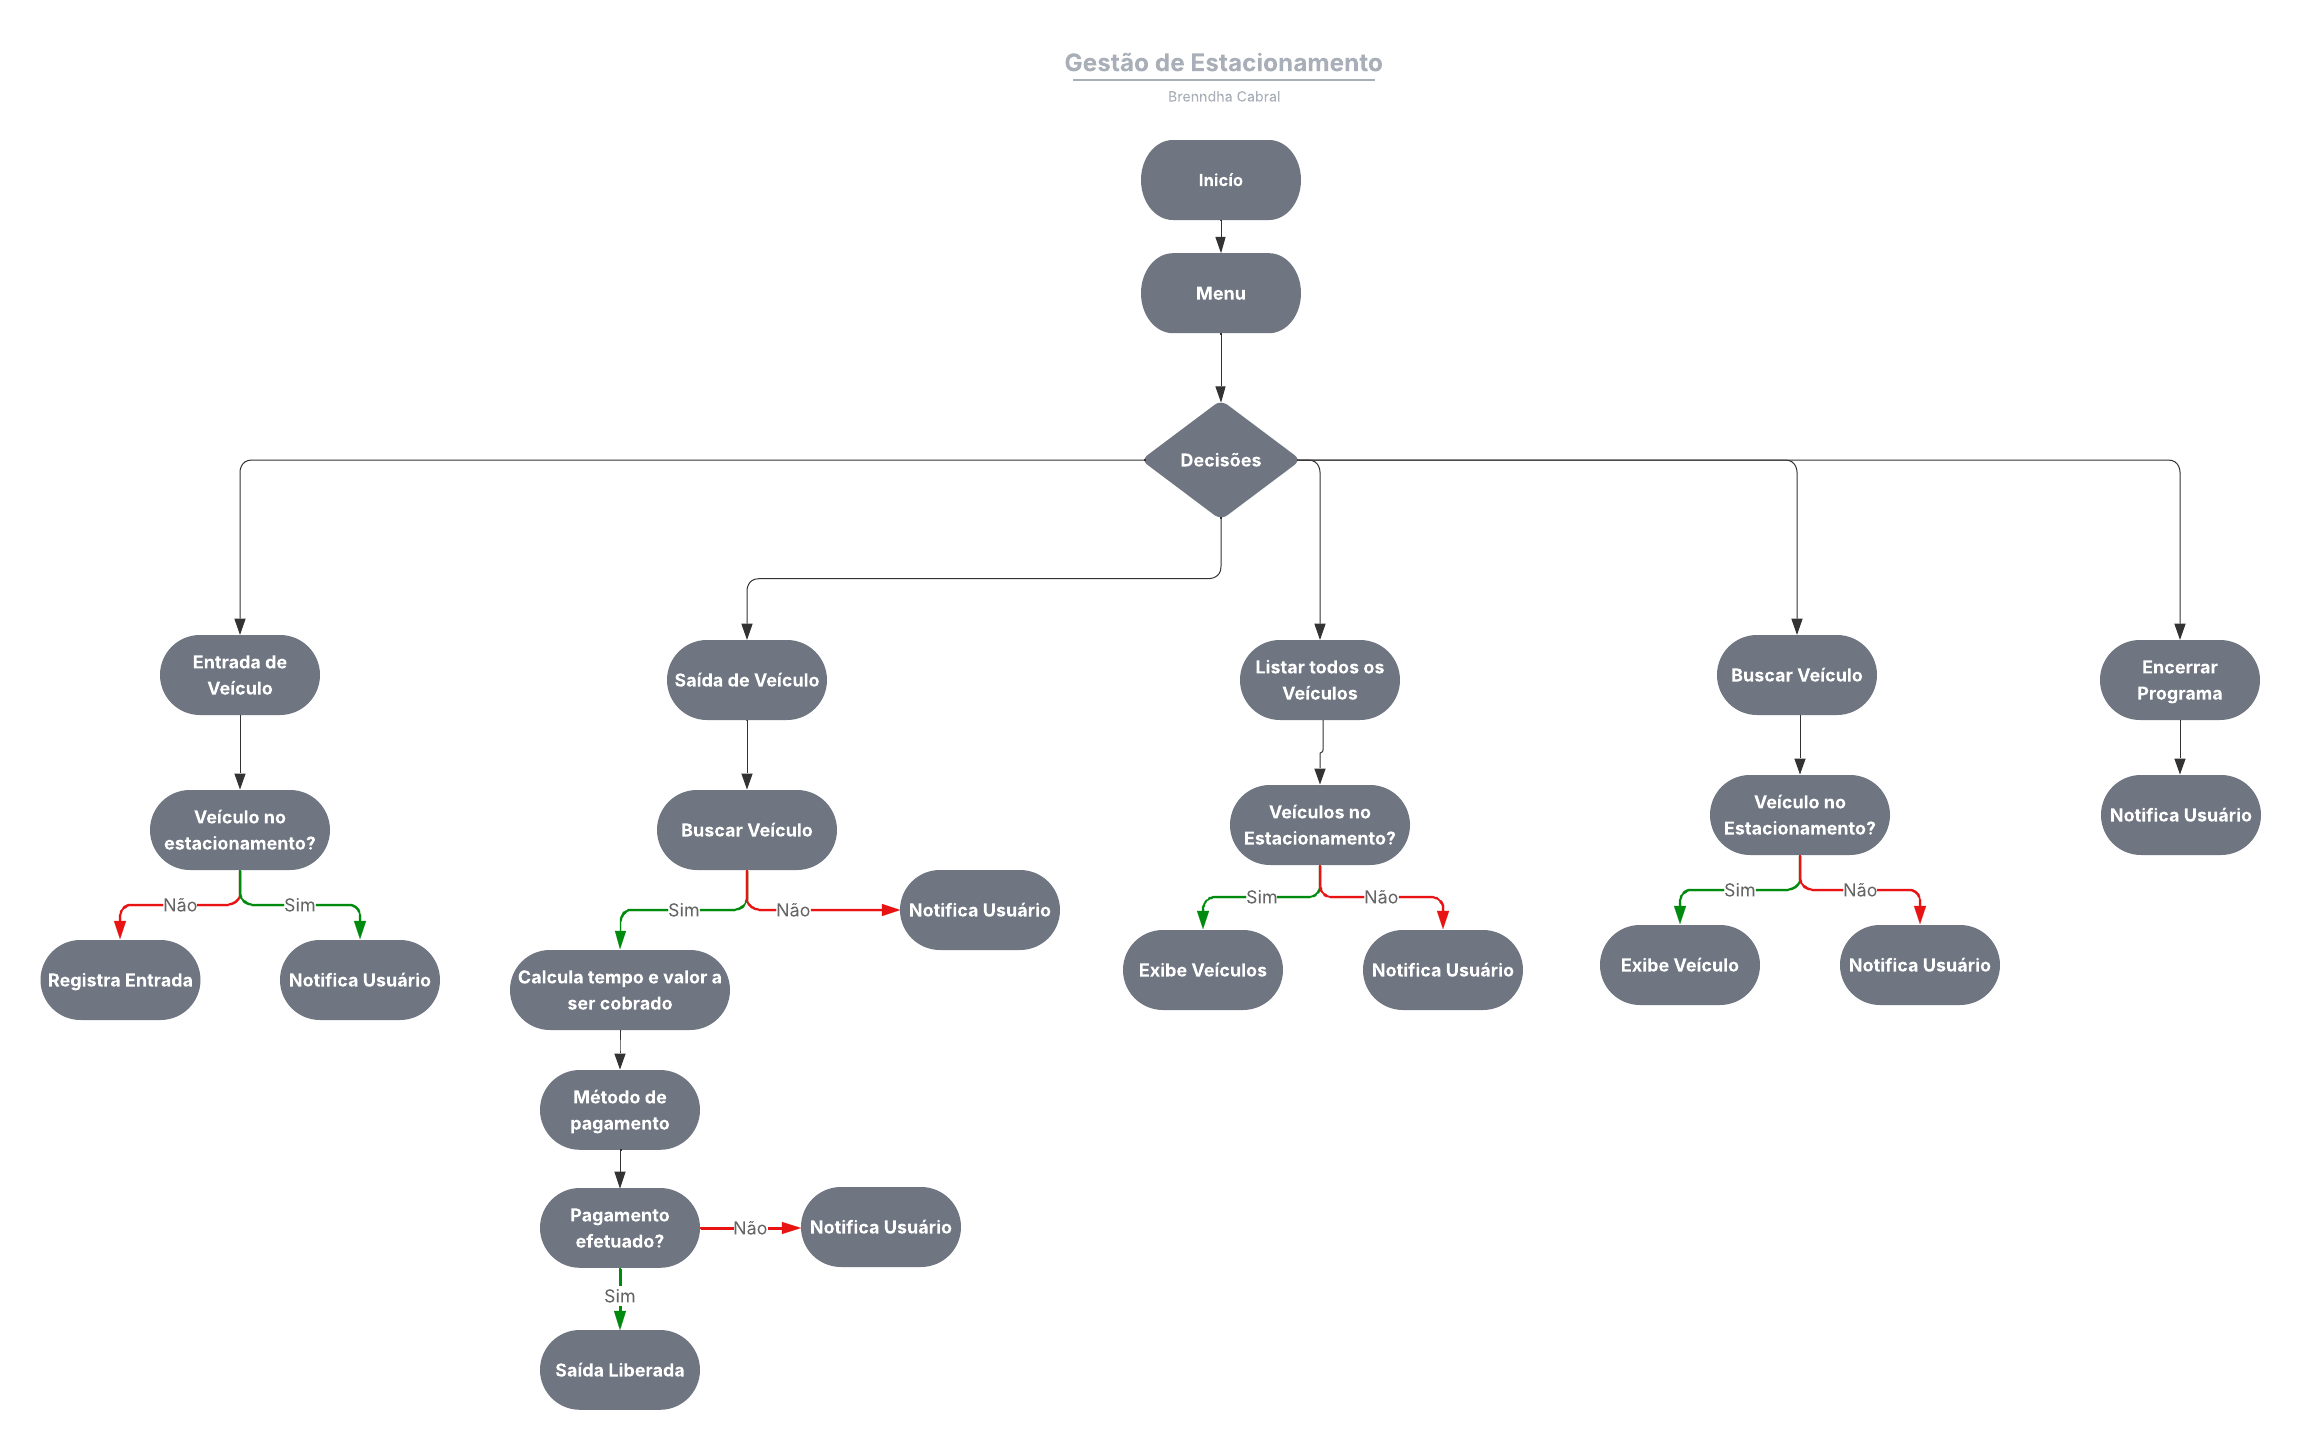 Gestão de Estacionamento
Brenndha Cabral
Inicío
Menu
Decisões
Entrada de
Veículo
Saída de Veículo
Listar todos os
Veículos
Buscar Veículo
Encerrar
Programa
Veículo no
estacionamento?
Buscar Veículo
Veículos no
Estacionamento?
Veículo no
Estacionamento?
Notifica Usuário
Não
Sim
Sim
Não
Notifica Usuário
Sim
Não
Sim
Não
Registra Entrada
Notifica Usuário
Calcula tempo e valor a
ser cobrado
Exibe Veículos
Notifica Usuário
Exibe Veículo
Notifica Usuário
Método de
pagamento
Pagamento
efetuado?
Não
Notifica Usuário
Sim
Saída Liberada